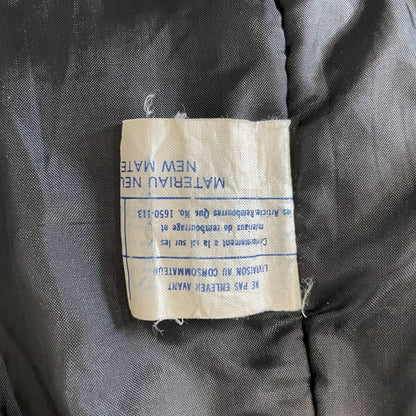 NE PAS ENLEVER AVANT
LIVRAISON AU CONSOMMATEUR
Conformement a la loi sur les
materiaux de rembourrage et
les Articles Rembourres Que No. 1650-113
MATERIAU NEU
NEW MATE